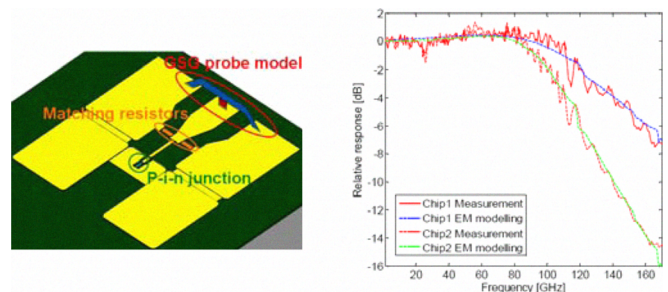 GSG probe model
Matching resistors
P-i-n junction
2
0
-2
-4
-6
-8
-10
-12
-14
-16
Relative response [dB]
Chip1 Measurement
Chip1 EM modelling
Chip2 Measurement
Chip2 EM modelling
20 40 60 80 100 120 140 160
Frequency [GHz]